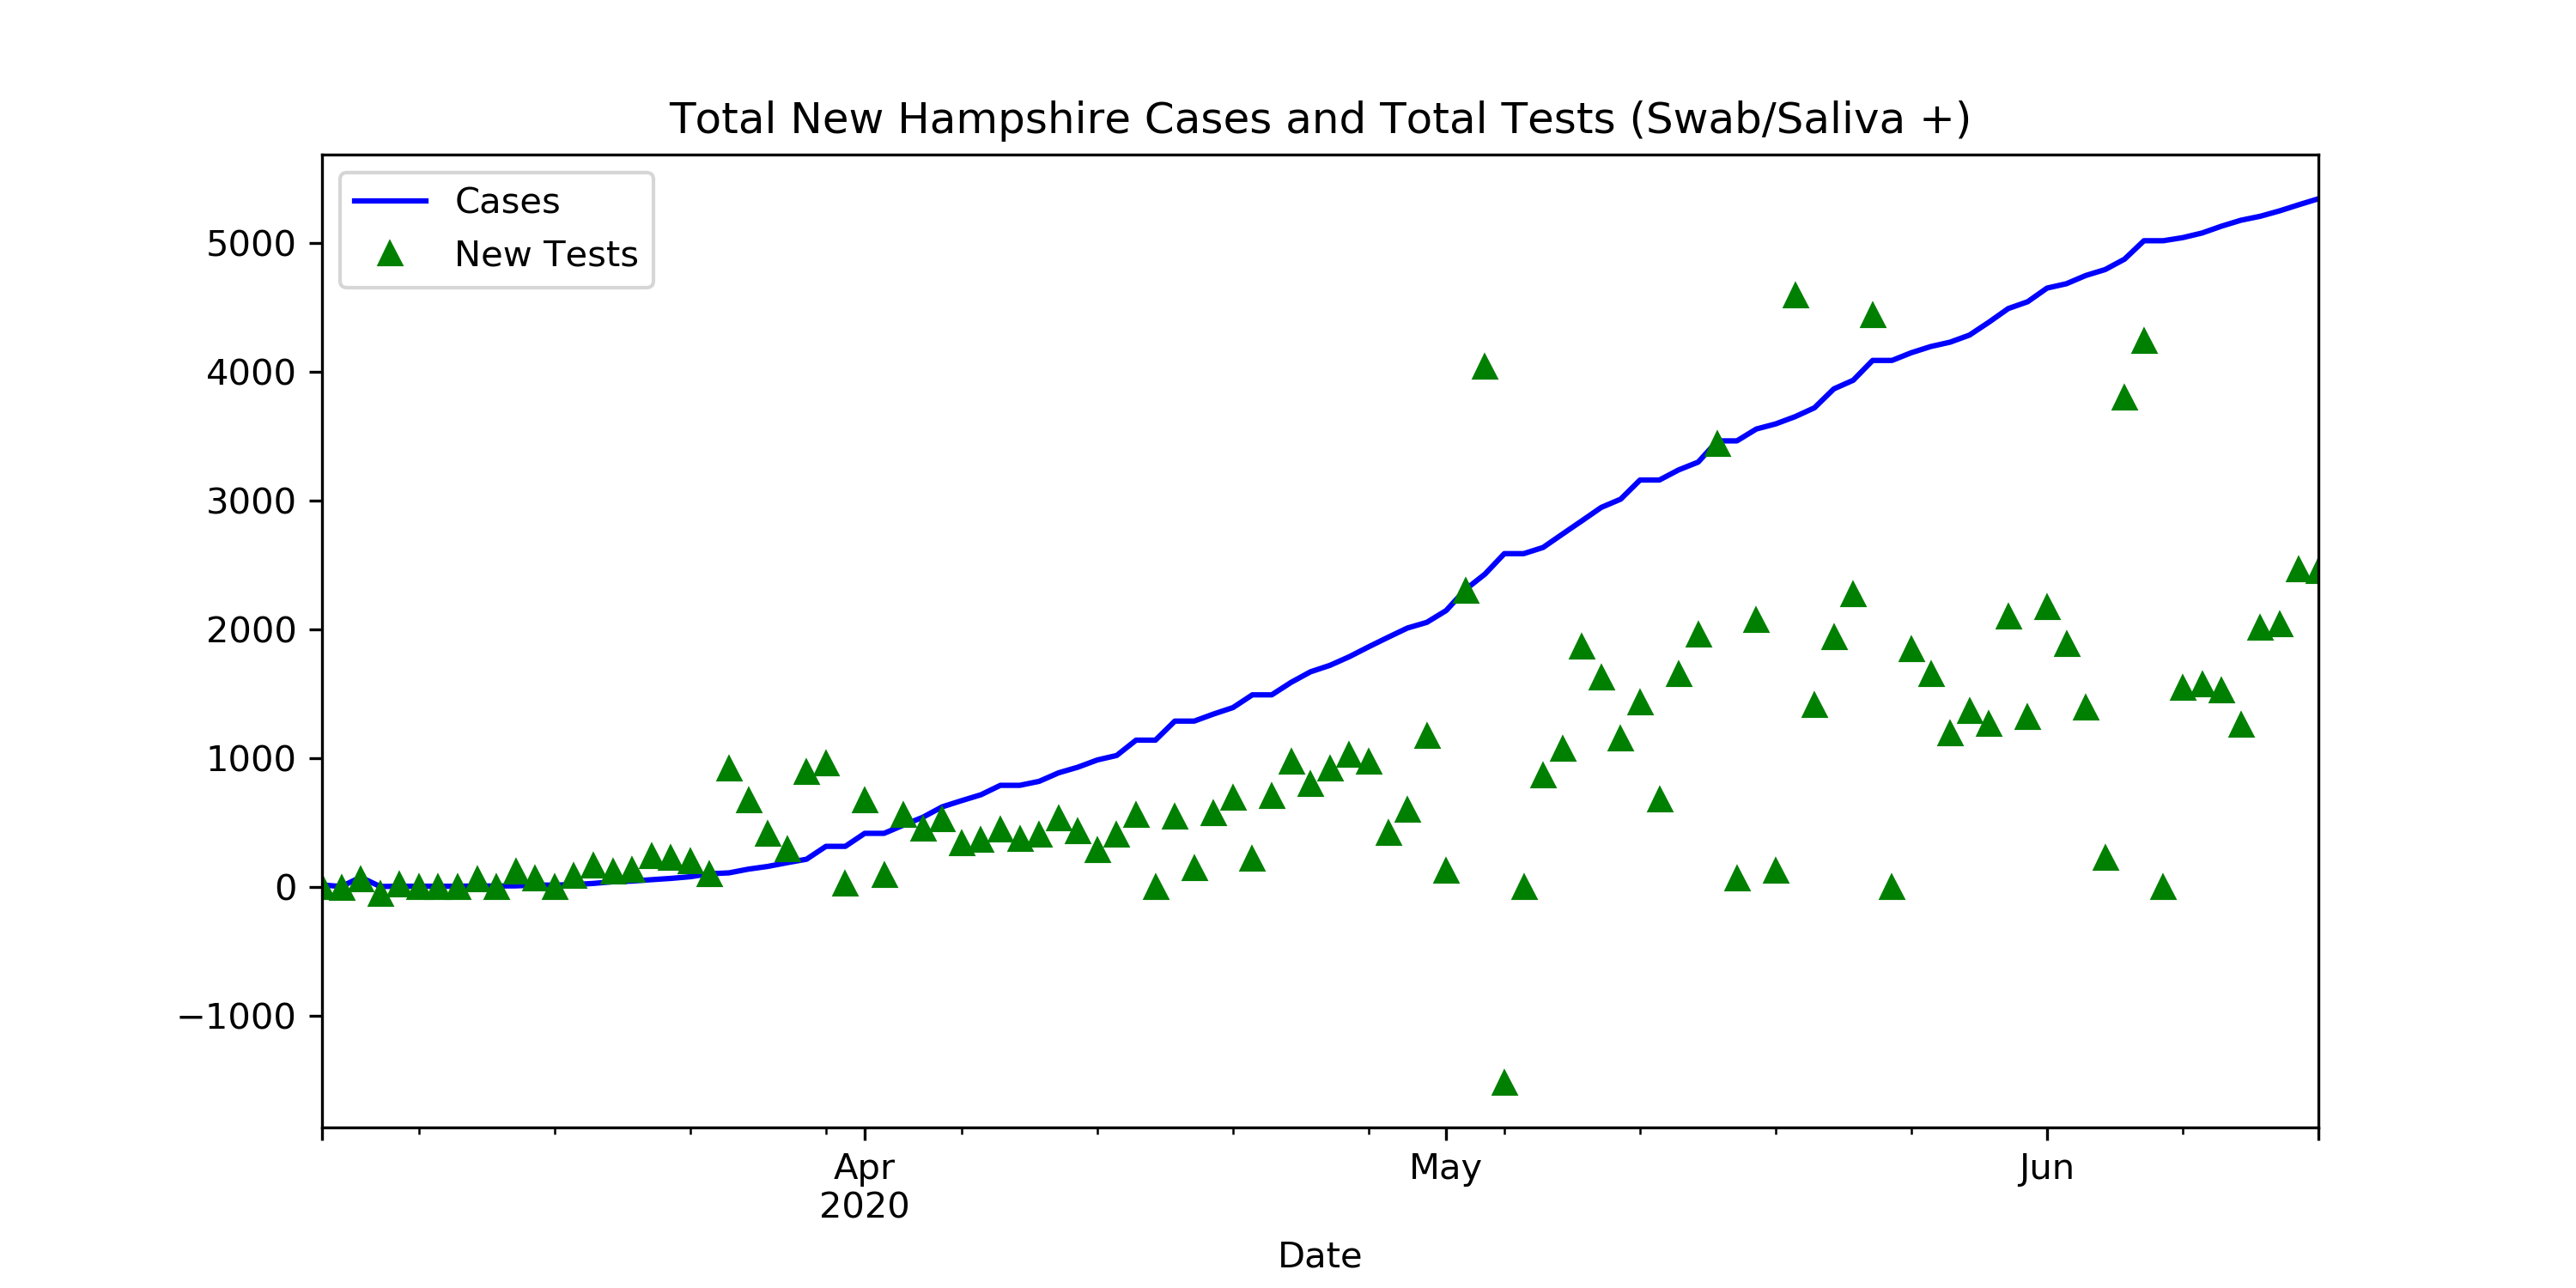 Total New Hampshire Cases and Total Tests (Swab/Saliva +)
Cases
New Tests
5000
4000
3000
2000
1000
0
−1000
Apr
2020
May
Jun
Date